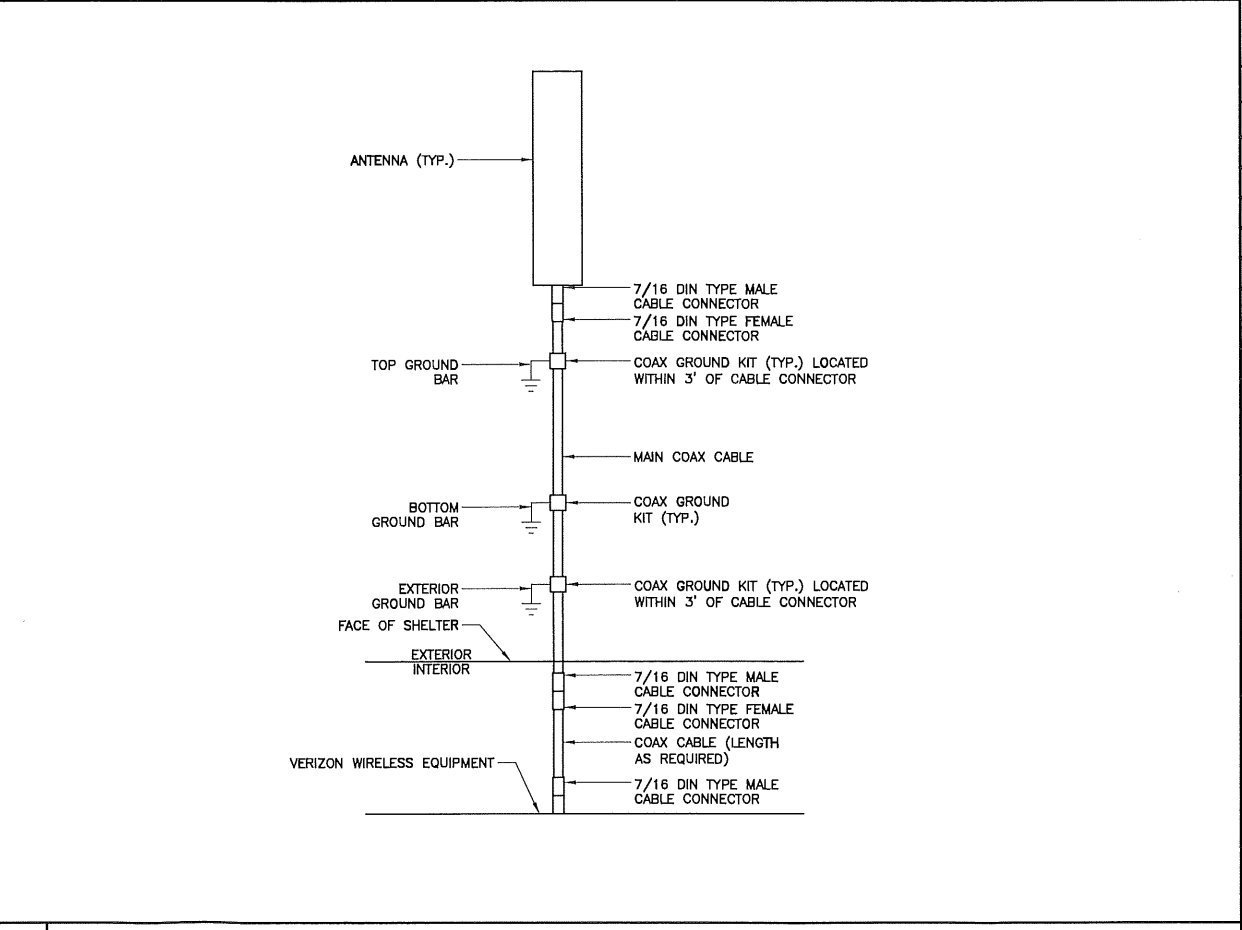 ANTENNA (TYP.)
7/16 DIN TYPE MALE
CABLE CONNECTOR
7/16 DIN TYPE FEMALE
CABLE CONNECTOR
TOP GROUND
BAR
COAX GROUND KIT (TYP.) LOCATED
WITHIN 3' OF CABLE CONNECTOR
MAIN COAX CABLE
BOTTOM
GROUND BAR
COAX GROUND
KIT (TYP.)
EXTERIOR
GROUND BAR
COAX GROUND KIT (TYP.) LOCATED
WITHIN 3' OF CABLE CONNECTOR
FACE OF SHELTER
EXTERIOR
INTERIOR
7/16 DIN TYPE MALE
CABLE CONNECTOR
7/16 DIN TYPE FEMALE
CABLE CONNECTOR
COAX CABLE (LENGTH
AS REQUIRED)
VERIZON WIRELESS EQUIPMENT
7/16 DIN TYPE MALE
CABLE CONNECTOR